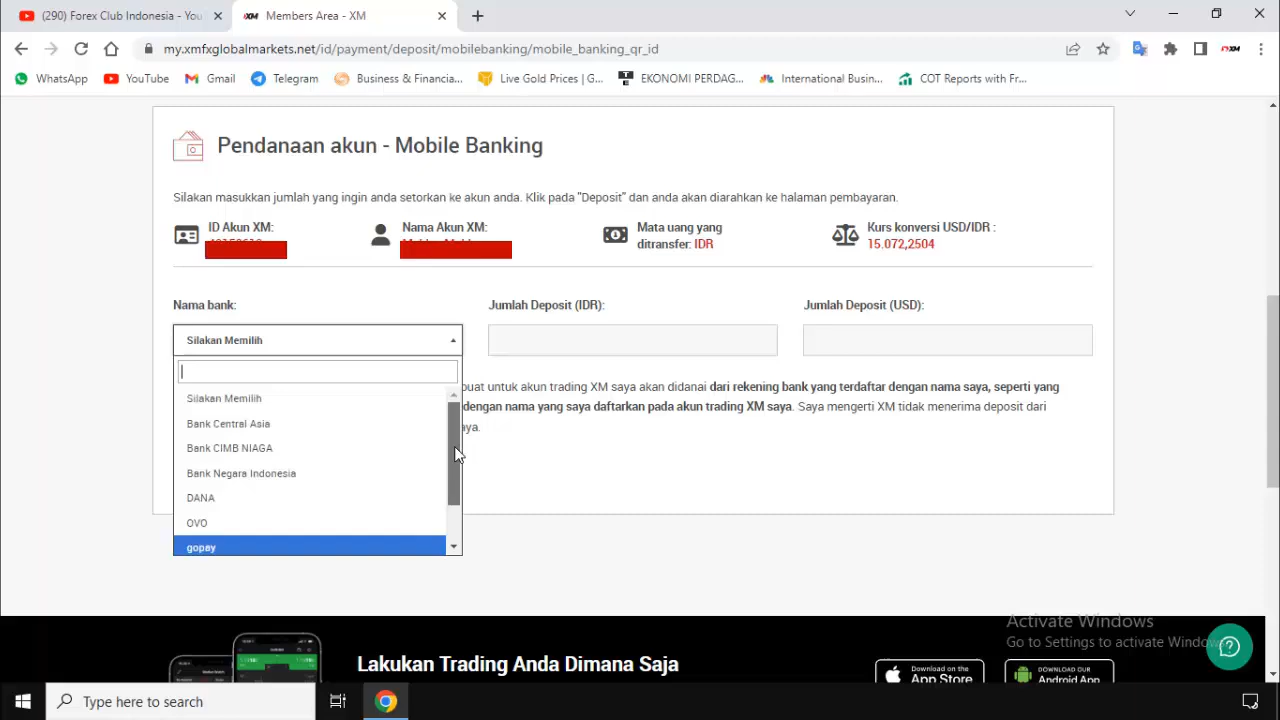 (290) Forex Club Indonesia - You
XM Members Area - XM
my.xmfxglobalmarkets.net/id/payment/deposit/mobilebanking/mobile_banking_qr_id
WhatsApp
YouTube
Gmail
Telegram
Business & Financia...
Live Gold Prices | G...
EKONOMI PERDAG...
International Busin...
COT Reports with Fr...
Pendanaan akun - Mobile Banking
Silakan masukkan jumlah yang ingin anda setorkan ke akun anda. Klik pada "Deposit" dan anda akan diarahkan ke halaman pembayaran.
ID Akun XM:
Nama Akun XM:
Mata uang yang
ditransfer: IDR
Kurs konversi USD/IDR :
15.072,2504
Nama bank:
Jumlah Deposit (IDR):
Jumlah Deposit (USD):
Silakan Memilih
Silakan Memilih
Bank Central Asia
Bank CIMB NIAGA
Bank Negara Indonesia
DANA
OVO
gopay
buat untuk akun trading XM saya akan didanai dari rekening bank yang terdaftar dengan nama saya, seperti yang
dengan nama yang saya daftarkan pada akun trading XM saya. Saya mengerti XM tidak menerima deposit dari
aya.
Activate Windows
Go to Settings to activate Windows.
Lakukan Trading Anda Dimana Saja
Download on the
App Store
DOWNLOAD OUR
Android App
Type here to search